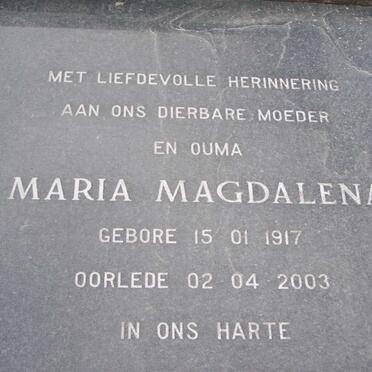 MET LIEFDEVOLLE HERINNERING
AAN ONS DIERBARE MOEDER
EN OUMA
MARIA MAGDALENA
GEBORE 15 01 1917
OORLEDE 02 04 2003
IN ONS HARTE